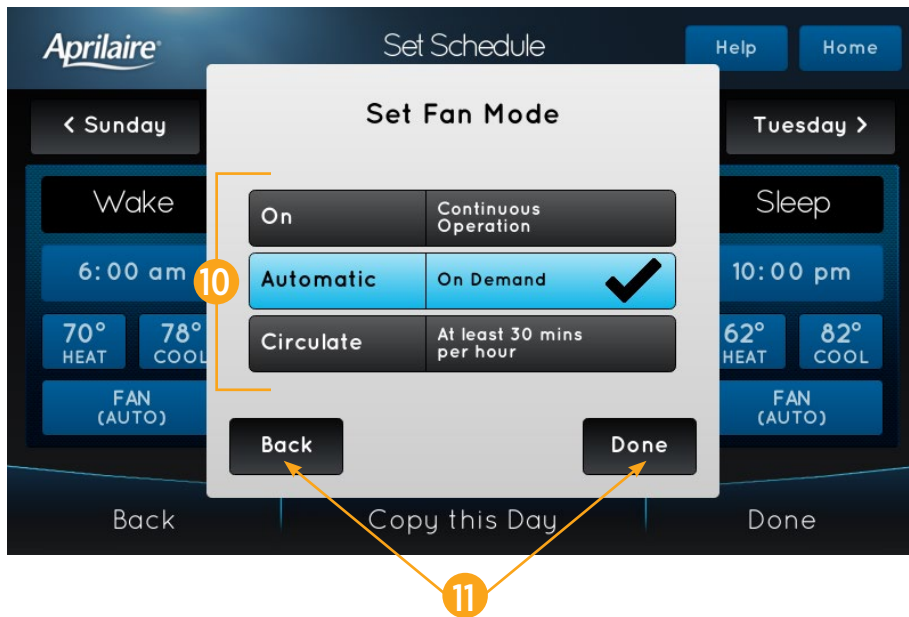 Aprilaire
Set Schedule
Help
Home
< Sunday
Set Fan Mode
Tuesday >
Wake
Sleep
On
Continuous
Operation
6:00 am
10
Automatic
On Demand
10:00 pm
70°
HEAT
78°
COOL
Circulate
At least 30 mins
per hour
62°
HEAT
82°
COOL
FAN
(AUTO)
FAN
(AUTO)
Back
Done
Back
Copy this Day
Done
11